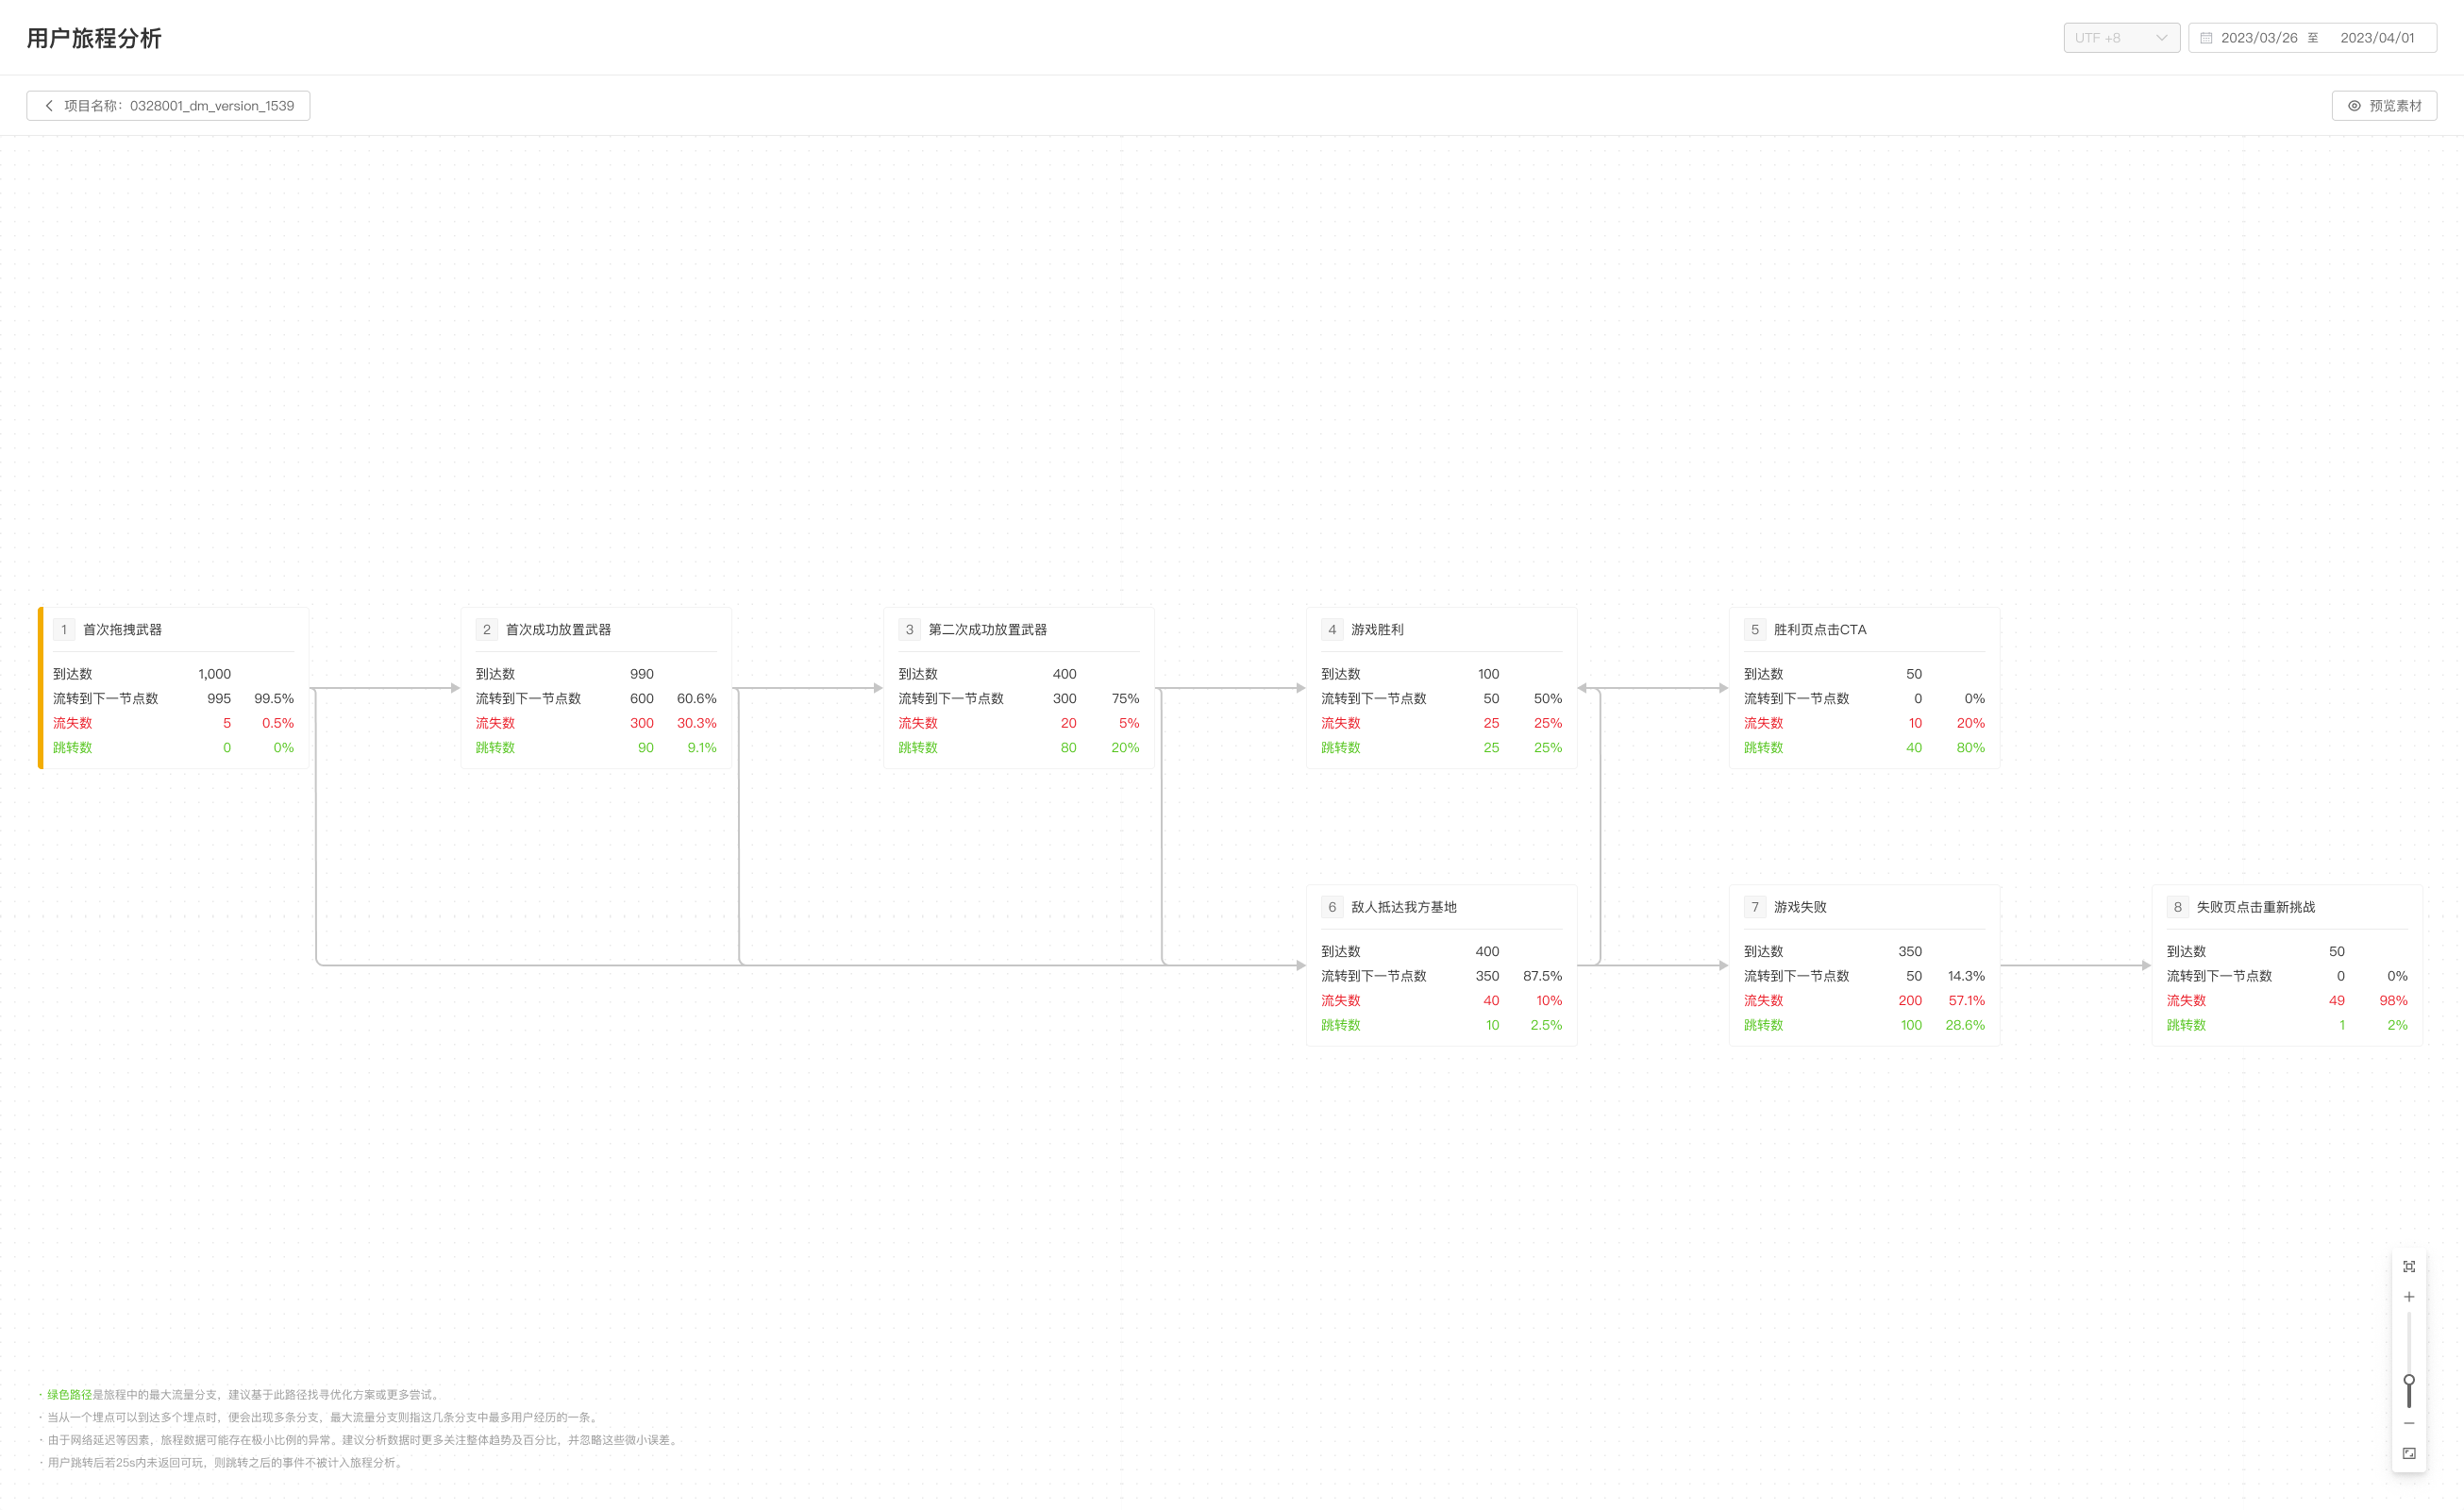 用户旅程分析
UTF +8
2023/03/26 至 2023/04/01
项目名称：0328001_dm_version_1539
预览素材
1 首次拖拽武器
到达数 1,000
流转到下一节点数 995 99.5%
流失数 5 0.5%
跳转数 0 0%
2 首次成功放置武器
到达数 990
流转到下一节点数 600 60.6%
流失数 300 30.3%
跳转数 90 9.1%
3 第二次成功放置武器
到达数 400
流转到下一节点数 300 75%
流失数 20 5%
跳转数 80 20%
4 游戏胜利
到达数 100
流转到下一节点数 50 50%
流失数 25 25%
跳转数 25 25%
5 胜利页点击CTA
到达数 50
流转到下一节点数 0 0%
流失数 10 20%
跳转数 40 80%
6 敌人抵达我方基地
到达数 400
流转到下一节点数 350 87.5%
流失数 40 10%
跳转数 10 2.5%
7 游戏失败
到达数 350
流转到下一节点数 50 14.3%
流失数 200 57.1%
跳转数 100 28.6%
8 失败页点击重新挑战
到达数 50
流转到下一节点数 0 0%
流失数 49 98%
跳转数 1 2%
· 绿色路径是旅程中的最大流量分支，建议基于此路径找寻优化方案或更多尝试。
· 当从一个埋点可以到达多个埋点时，便会出现多条分支，最大流量分支则指这几条分支中最多用户经历的一条。
· 由于网络延迟等因素，旅程数据可能存在极小比例的异常。建议分析数据时更多关注整体趋势及百分比，并忽略这些微小误差。
· 用户跳转后若25s内未返回可玩，则跳转之后的事件不被计入旅程分析。